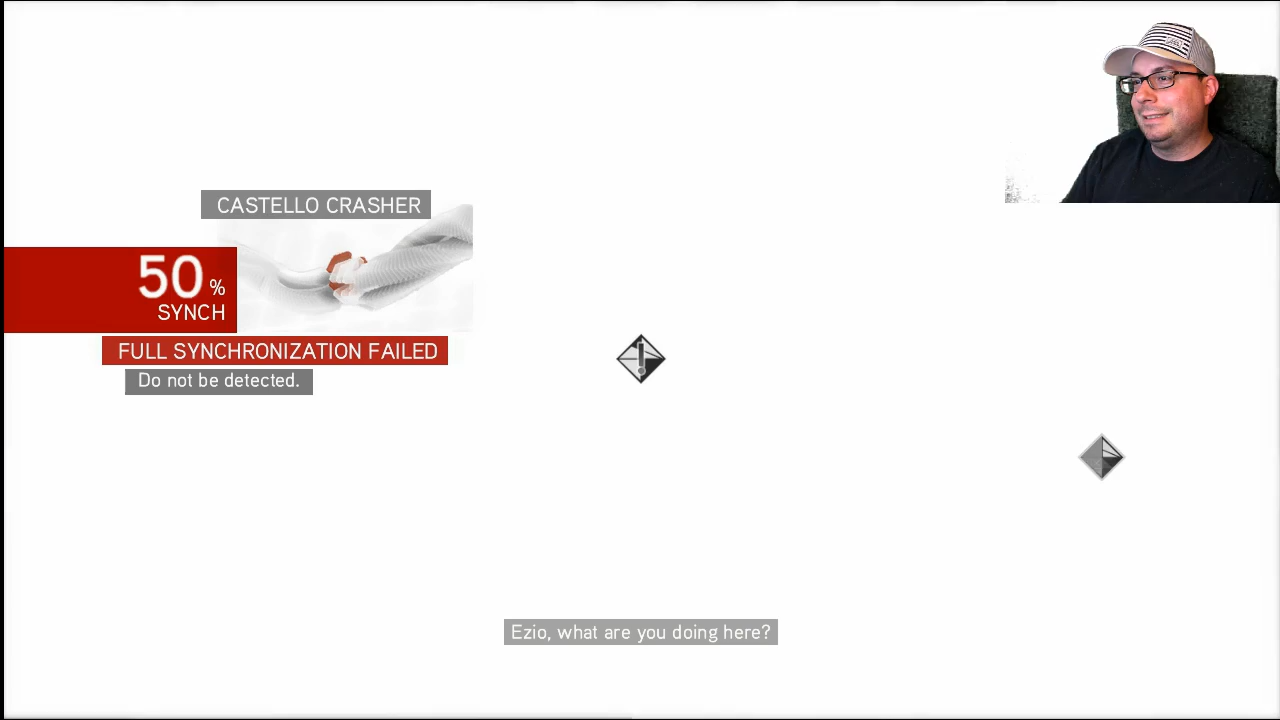 CASTELLO CRASHER
50 %
SYNCH
FULL SYNCHRONIZATION FAILED
Do not be detected.
Ezio, what are you doing here?